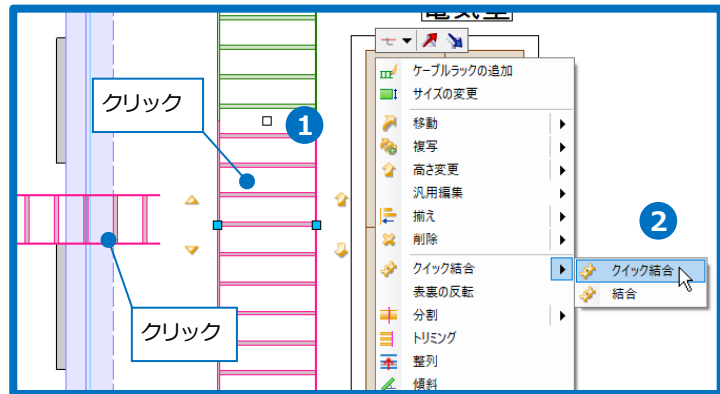 電気室
クリック
1
ケーブルラックの追加
サイズの変更
移動
複写
高さ変更
汎用編集
揃え
削除
2
クイック結合
クイック結合
表裏の反転
結合
クリック
分割
トリミング
整列
傾斜